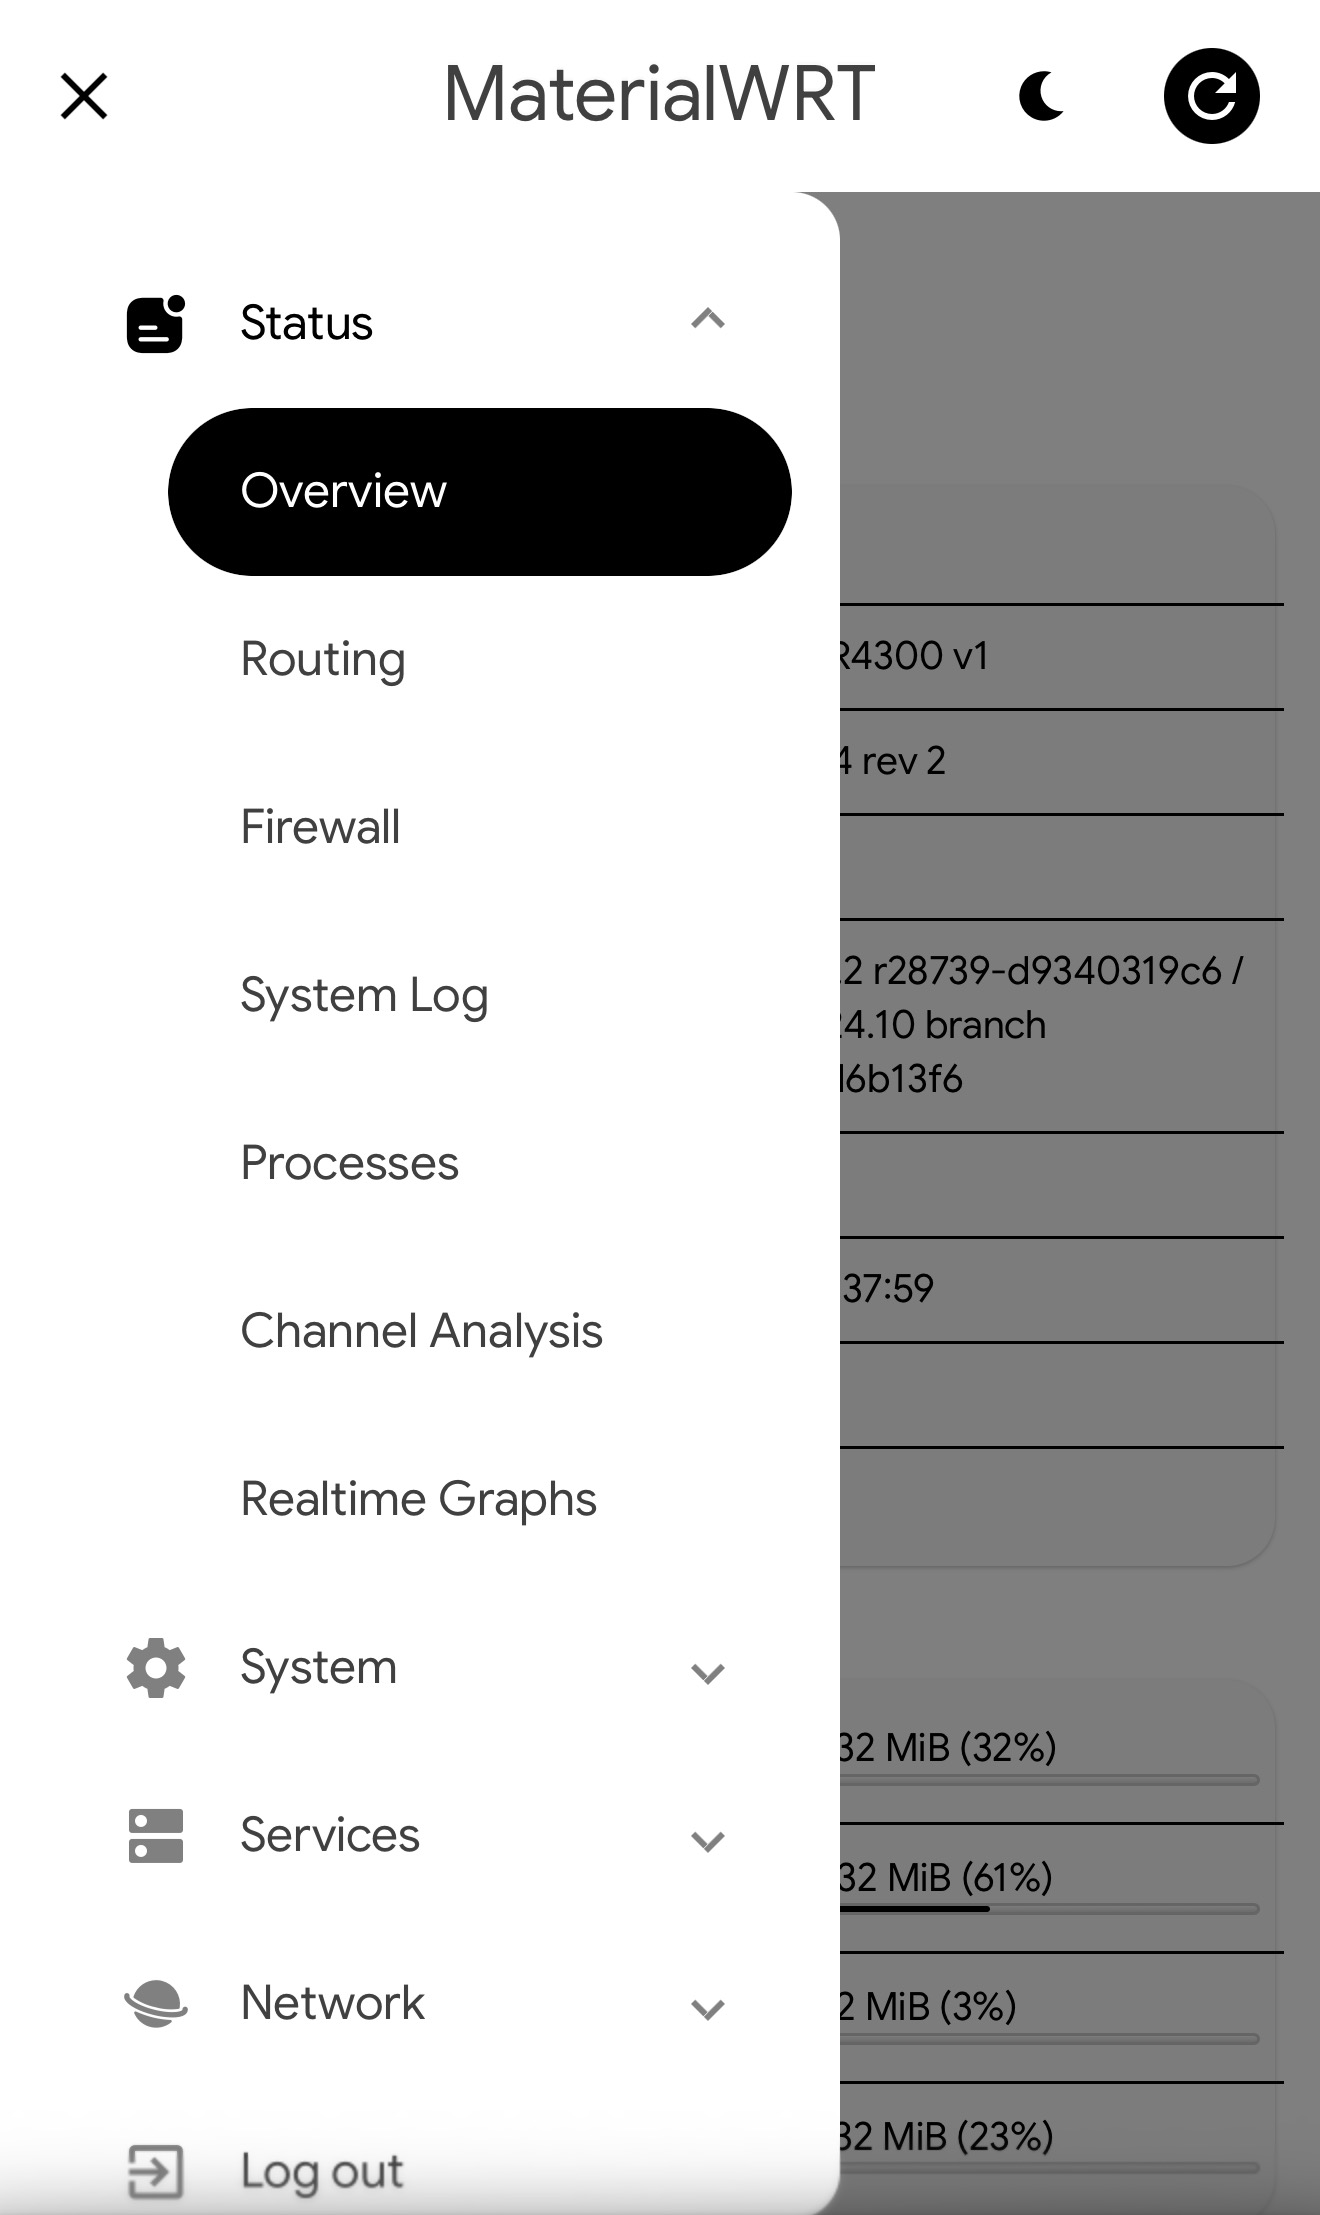 MaterialWRT
Status
Overview
Routing
Firewall
System Log
Processes
Channel Analysis
Realtime Graphs
System
Services
Network
Log out
R4300 v1
4 rev 2
.2 r28739-d9340319c6 /
24.10 branch
d6b13f6
37:59
32 MiB (32%)
32 MiB (61%)
2 MiB (3%)
32 MiB (23%)